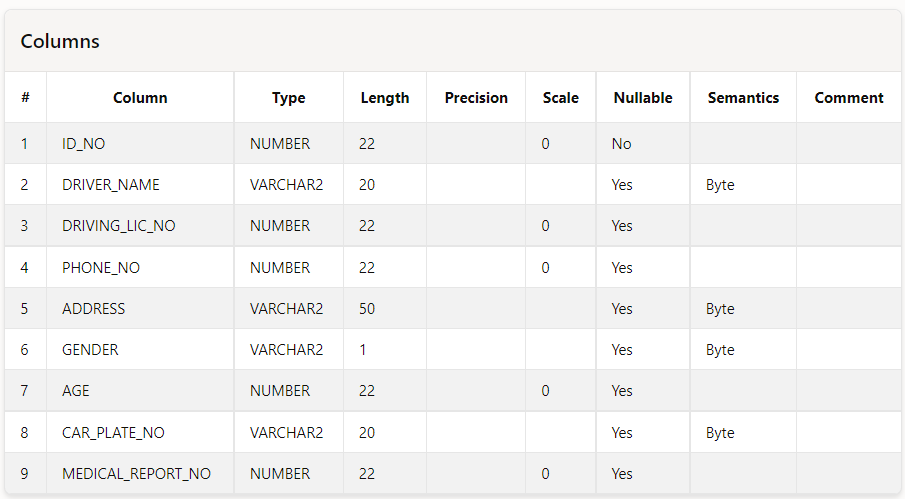 Columns
# Column Type Length Precision Scale Nullable Semantics Comment
1 ID_NO NUMBER 22 0 No
2 DRIVER_NAME VARCHAR2 20 Yes Byte
3 DRIVING_LIC_NO NUMBER 22 0 Yes
4 PHONE_NO NUMBER 22 0 Yes
5 ADDRESS VARCHAR2 50 Yes Byte
6 GENDER VARCHAR2 1 Yes Byte
7 AGE NUMBER 22 0 Yes
8 CAR_PLATE_NO VARCHAR2 20 Yes Byte
9 MEDICAL_REPORT_NO NUMBER 22 0 Yes